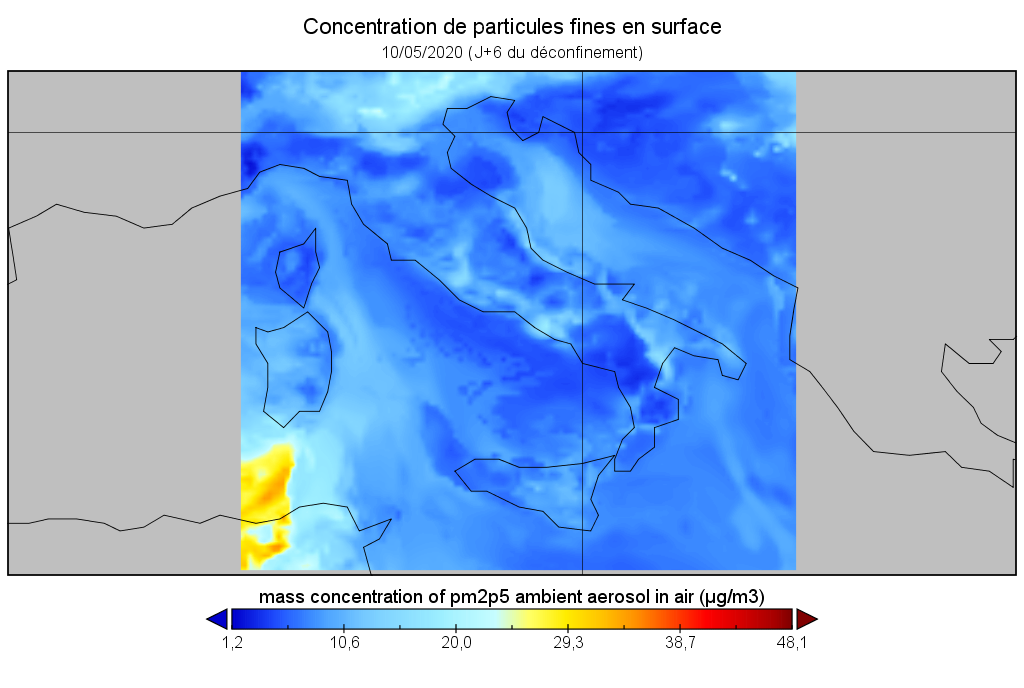 Concentration de particules fines en surface
10/05/2020 (J+6 du déconfinement)
mass concentration of pm2p5 ambient aerosol in air (µg/m3)
1,2 10,6 20,0 29,3 38,7 48,1